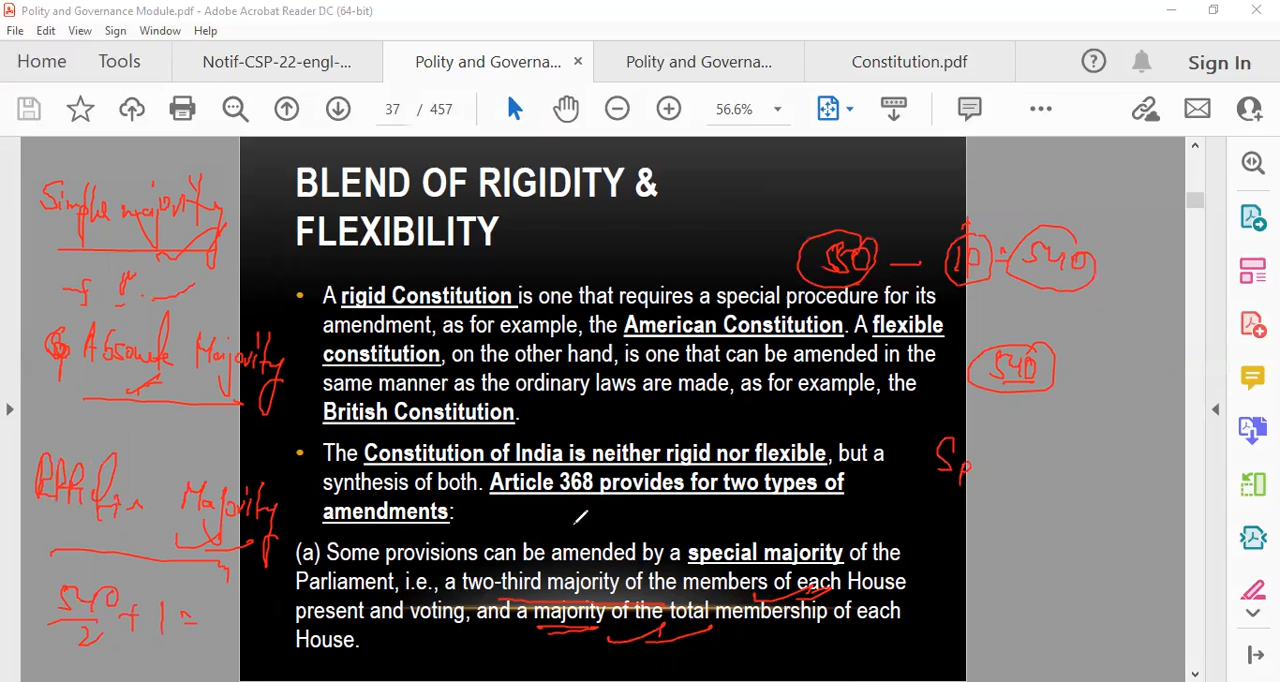 Polity and Governance Module.pdf - Adobe Acrobat Reader DC (64-bit)
File Edit View Sign Window Help
Home Tools Notif-CSP-22-engl-... Polity and Governa... × Polity and Governa... Constitution.pdf Sign In
37 / 457 56.6%
Simple majority
BLEND OF RIGIDITY &
FLEXIBILITY
550 – 10 = 540
• A rigid Constitution is one that requires a special procedure for its
amendment, as for example, the American Constitution. A flexible
constitution, on the other hand, is one that can be amended in the
same manner as the ordinary laws are made, as for example, the
British Constitution.
Absolute Majority
540
• The Constitution of India is neither rigid nor flexible, but a
synthesis of both. Article 368 provides for two types of
amendments:
Sp
Majority
(a) Some provisions can be amended by a special majority of the
Parliament, i.e., a two-third majority of the members of each House
present and voting, and a majority of the total membership of each
House.
540/2 + 1 =